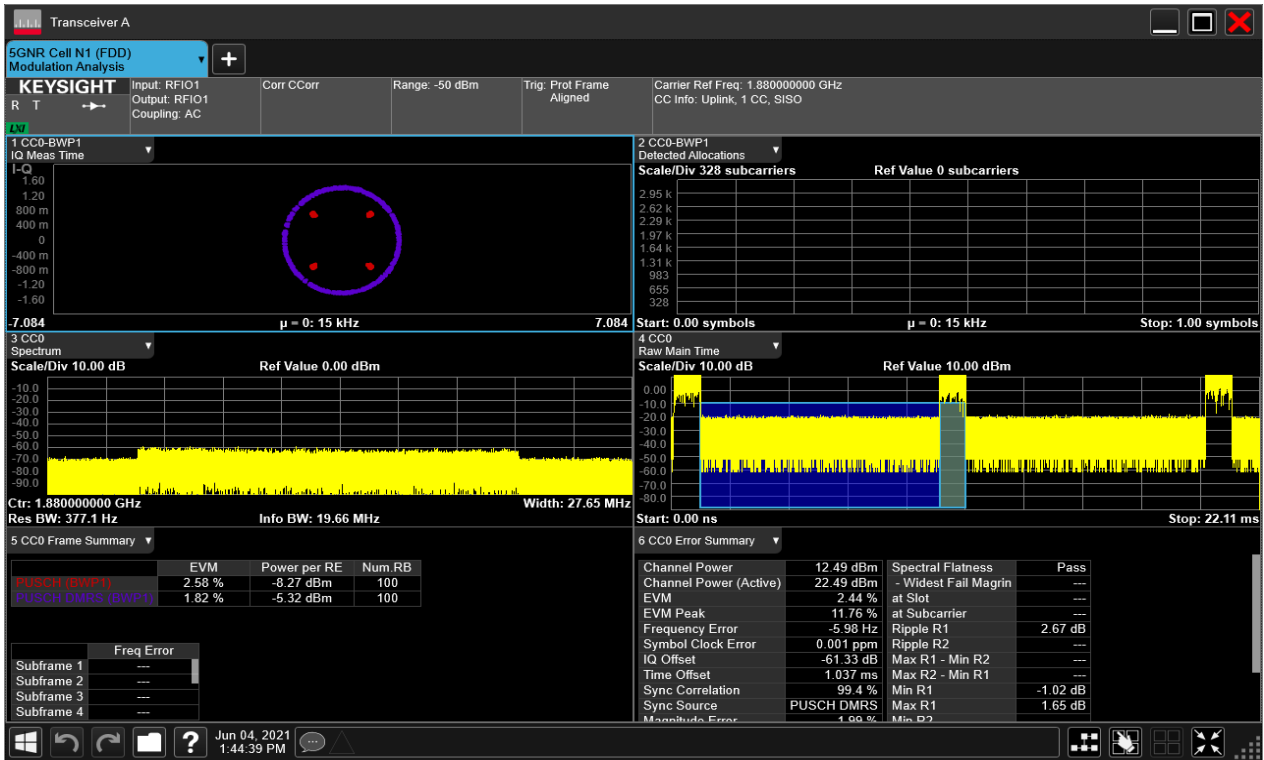 Transceiver A
5GNR Cell N1 (FDD)
Modulation Analysis
+
KEYSIGHT
R T
LXI
Input: RFIO1
Output: RFIO1
Coupling: AC
Corr CCorr
Range: -50 dBm
Trig: Prot Frame
Aligned
Carrier Ref Freq: 1.880000000 GHz
CC Info: Uplink, 1 CC, SISO
1 CC0-BWP1
IQ Meas Time
I-Q
1.60
1.20
800 m
400 m
0
-400 m
-800 m
-1.20
-1.60
-7.084 µ = 0: 15 kHz 7.084
2 CC0-BWP1
Detected Allocations
Scale/Div 328 subcarriers Ref Value 0 subcarriers
2.95 k
2.62 k
2.29 k
1.97 k
1.64 k
1.31 k
983
655
328
Start: 0.00 symbols µ = 0: 15 kHz Stop: 1.00 symbols
3 CC0
Spectrum
Scale/Div 10.00 dB Ref Value 0.00 dBm
-10.0
-20.0
-30.0
-40.0
-50.0
-60.0
-70.0
-80.0
-90.0
Ctr: 1.880000000 GHz Width: 27.65 MHz
Res BW: 377.1 Hz Info BW: 19.66 MHz
4 CC0
Raw Main Time
Scale/Div 10.00 dB Ref Value 10.00 dBm
0.00
-10.0
-20.0
-30.0
-40.0
-50.0
-60.0
-70.0
-80.0
Start: 0.00 ns Stop: 22.11 ms
5 CC0 Frame Summary
EVM Power per RE Num.RB
PUSCH (BWP1) 2.58 % -8.27 dBm 100
PUSCH DMRS (BWP1) 1.82 % -5.32 dBm 100
Freq Error
Subframe 1 ---
Subframe 2 ---
Subframe 3 ---
Subframe 4 ---
6 CC0 Error Summary
Channel Power 12.49 dBm Spectral Flatness Pass
Channel Power (Active) 22.49 dBm - Widest Fail Magrin ---
EVM 2.44 % at Slot ---
EVM Peak 11.76 % at Subcarrier ---
Frequency Error -5.98 Hz Ripple R1 2.67 dB
Symbol Clock Error 0.001 ppm Ripple R2 ---
IQ Offset -61.33 dB Max R1 - Min R2 ---
Time Offset 1.037 ms Max R2 - Min R1 ---
Sync Correlation 99.4 % Min R1 -1.02 dB
Sync Source PUSCH DMRS Max R1 1.65 dB
Magnitude Error 1.99 % Min R2
?
Jun 04, 2021
1:44:39 PM